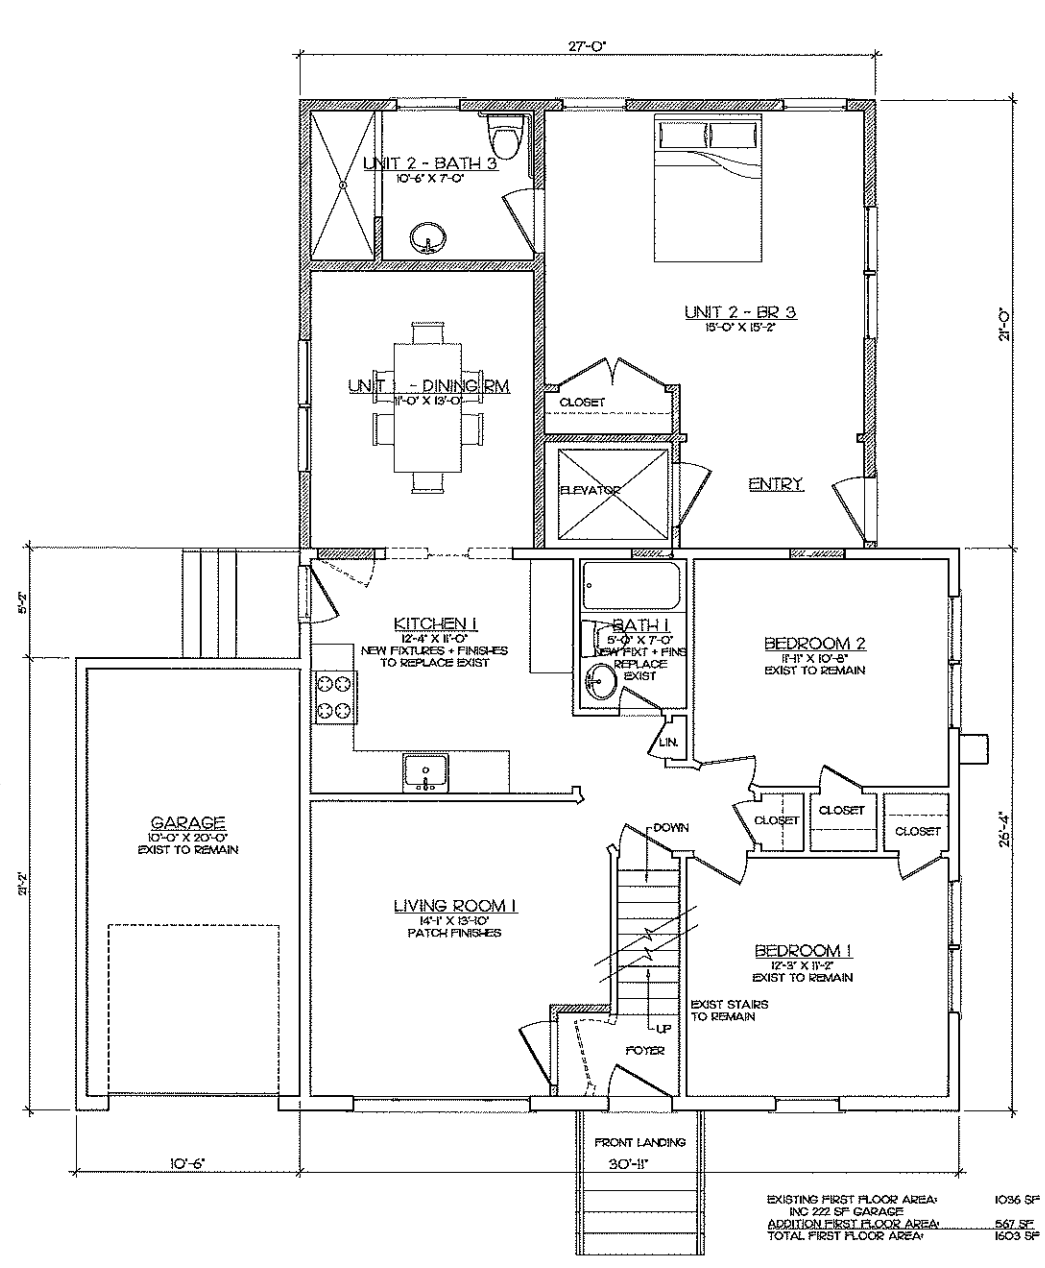 27'-0"
UNIT 2 - BATH 3
10'-6" X 7'-0"
UNIT 2 - BR 3
15'-0" X 15'-2"
21'-0"
UNIT 1 - DINING RM
11'-0" X 13'-0"
CLOSET
ELEVATOR
ENTRY
5'-2"
KITCHEN 1
12'-4" X 11'-0"
NEW FIXTURES + FINISHES
TO REPLACE EXIST
BATH 1
5'-0" X 7'-0"
NEW FIXT + FINS
REPLACE
EXIST
BEDROOM 2
11'-11" X 10'-8"
EXIST TO REMAIN
LIN.
GARAGE
10'-0" X 20'-0"
EXIST TO REMAIN
DOWN
CLOSET
CLOSET
CLOSET
26'-4"
21'-2"
LIVING ROOM 1
14'-1" X 13'-10"
PATCH FINISHES
BEDROOM 1
12'-3" X 11'-2"
EXIST TO REMAIN
EXIST STAIRS
TO REMAIN
UP
FOYER
FRONT LANDING
10'-6"
30'-11"
EXISTING FIRST FLOOR AREA: 1036 SF
INC 222 SF GARAGE
ADDITION FIRST FLOOR AREA: 567 SF
TOTAL FIRST FLOOR AREA: 1603 SF